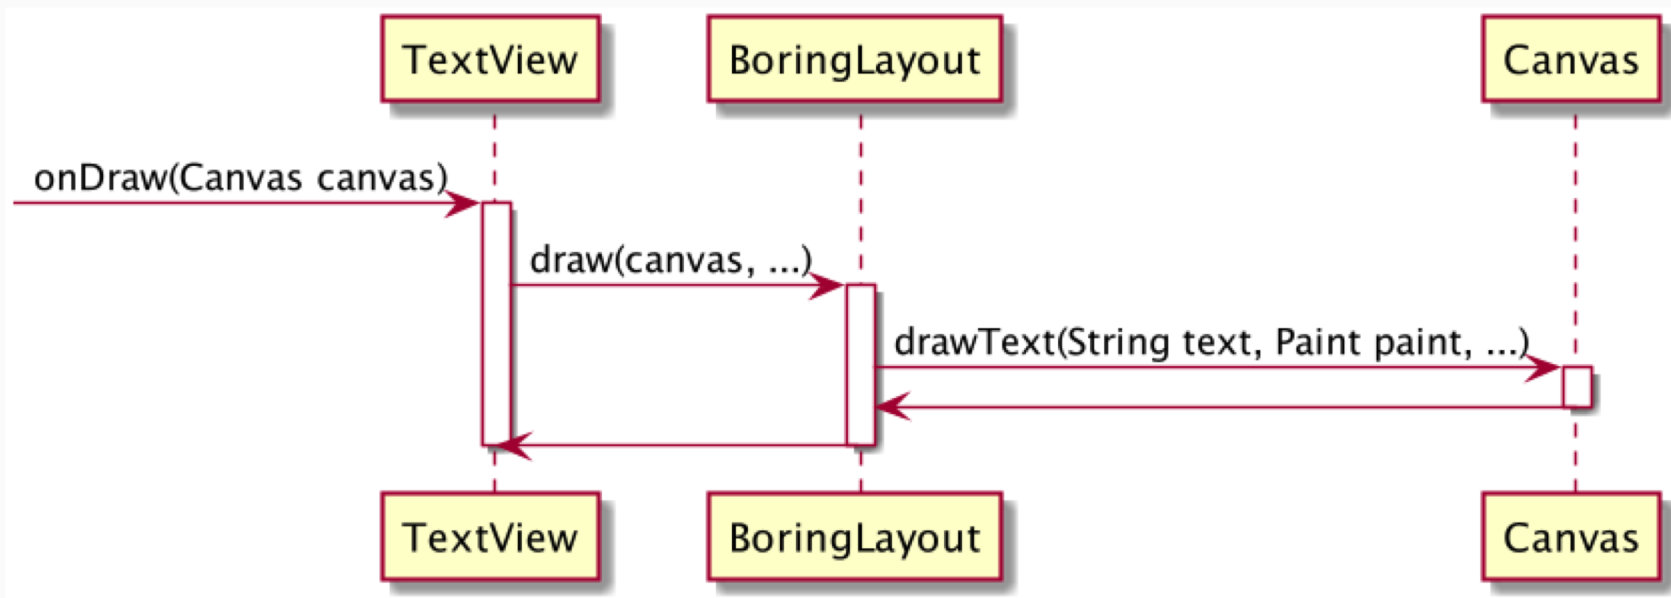 TextView
BoringLayout
Canvas
onDraw(Canvas canvas)
draw(canvas, ...)
drawText(String text, Paint paint, ...)
TextView
BoringLayout
Canvas